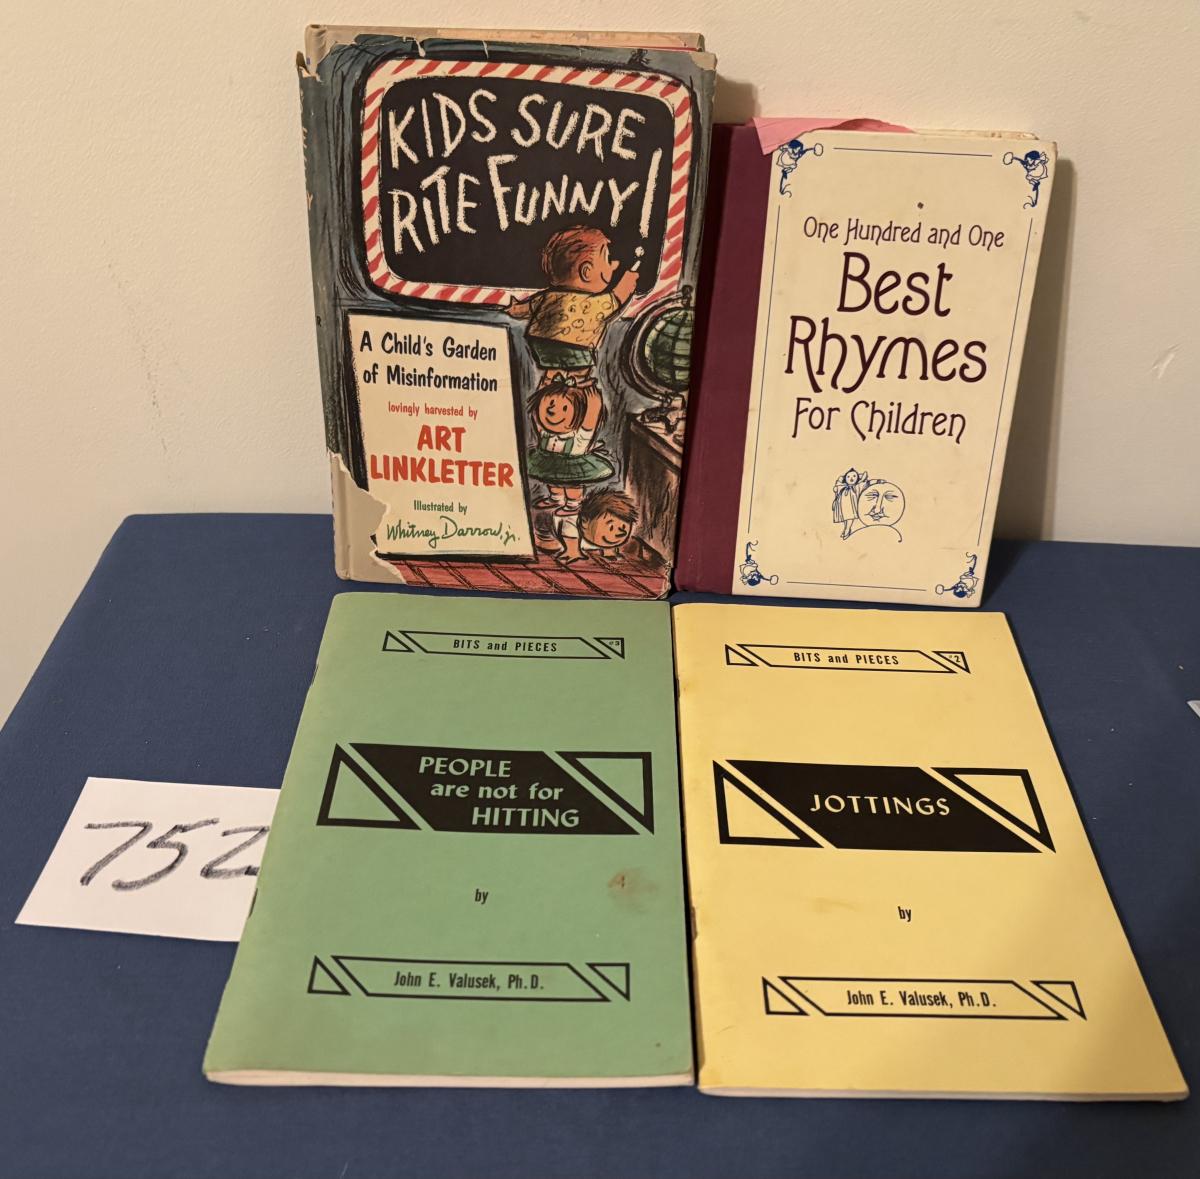 KIDS SURE
RITE FUNNY!
A Child's Garden
of Misinformation
lovingly harvested by
ART
LINKLETTER
Illustrated by
Whitney Darrow, jr.
One Hundred and One
Best
Rhymes
For Children
BITS and PIECES #3
PEOPLE
are not for
HITTING
by
John E. Valusek, Ph.D.
BITS and PIECES #2
JOTTINGS
by
John E. Valusek, Ph.D.
752